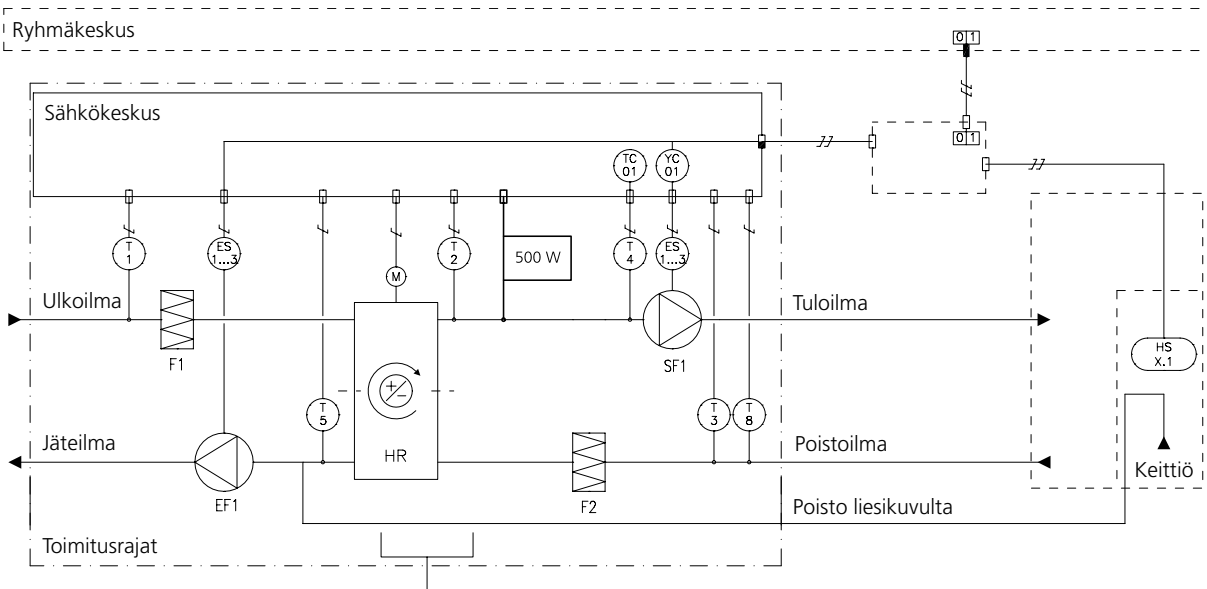 Ryhmäkeskus
0 1
Sähkökeskus
0 1
TC
01
YC
01
T
1
ES
1...3
T
2
500 W
T
4
ES
1...3
M
Ulkoilma
Tuloilma
F1
SF1
HS
X.1
+/-
T
5
T
3
T
8
Jäteilma
HR
Poistoilma
Keittiö
EF1
F2
Poisto liesikuvulta
Toimitusrajat